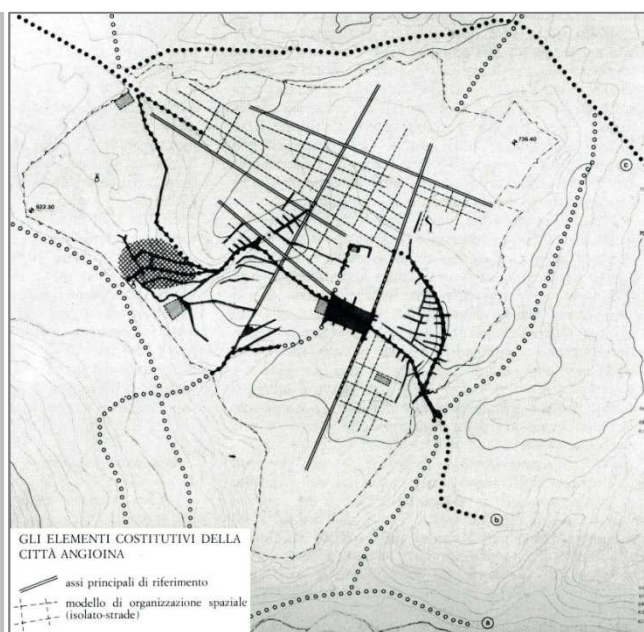 736.40
c
622.30
b
GLI ELEMENTI COSTITUTIVI DELLA
CITTÀ ANGIOINA
assi principali di riferimento
modello di organizzazione spaziale
(isolato-strade)
a